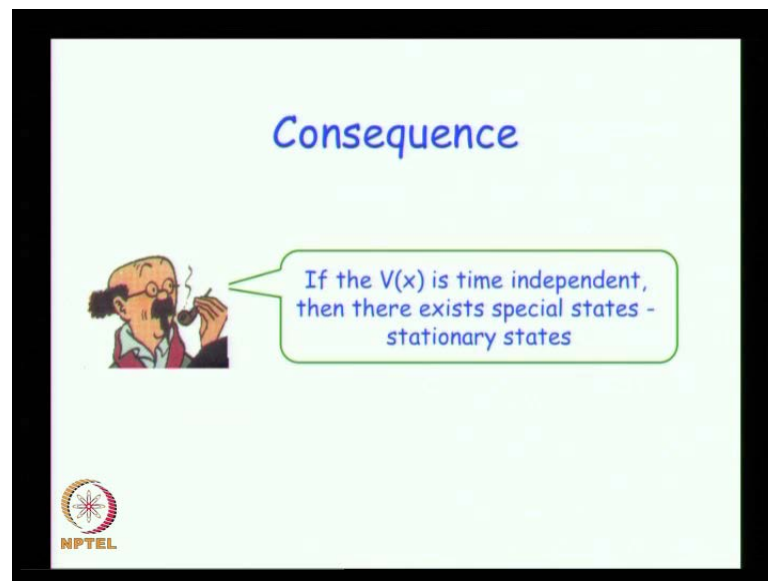 Consequence
If the V(x) is time independent,
then there exists special states -
stationary states
NPTEL